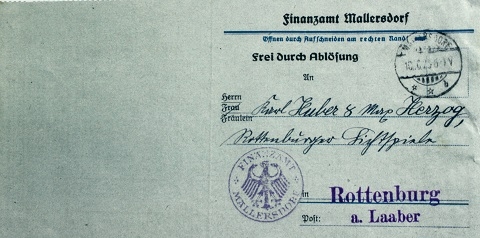 Finanzamt Mallersdorf
Öffnen durch Aufschneiden am rechten Rand!
Frei durch Ablösung
An
Herrn
Frau
Fräulein
Karl Huber & Max Herzog,
Rottenburger Lichtspiele
FINANZAMT
MALLERSDORF
in
Rottenburg
Post:
a. Laaber